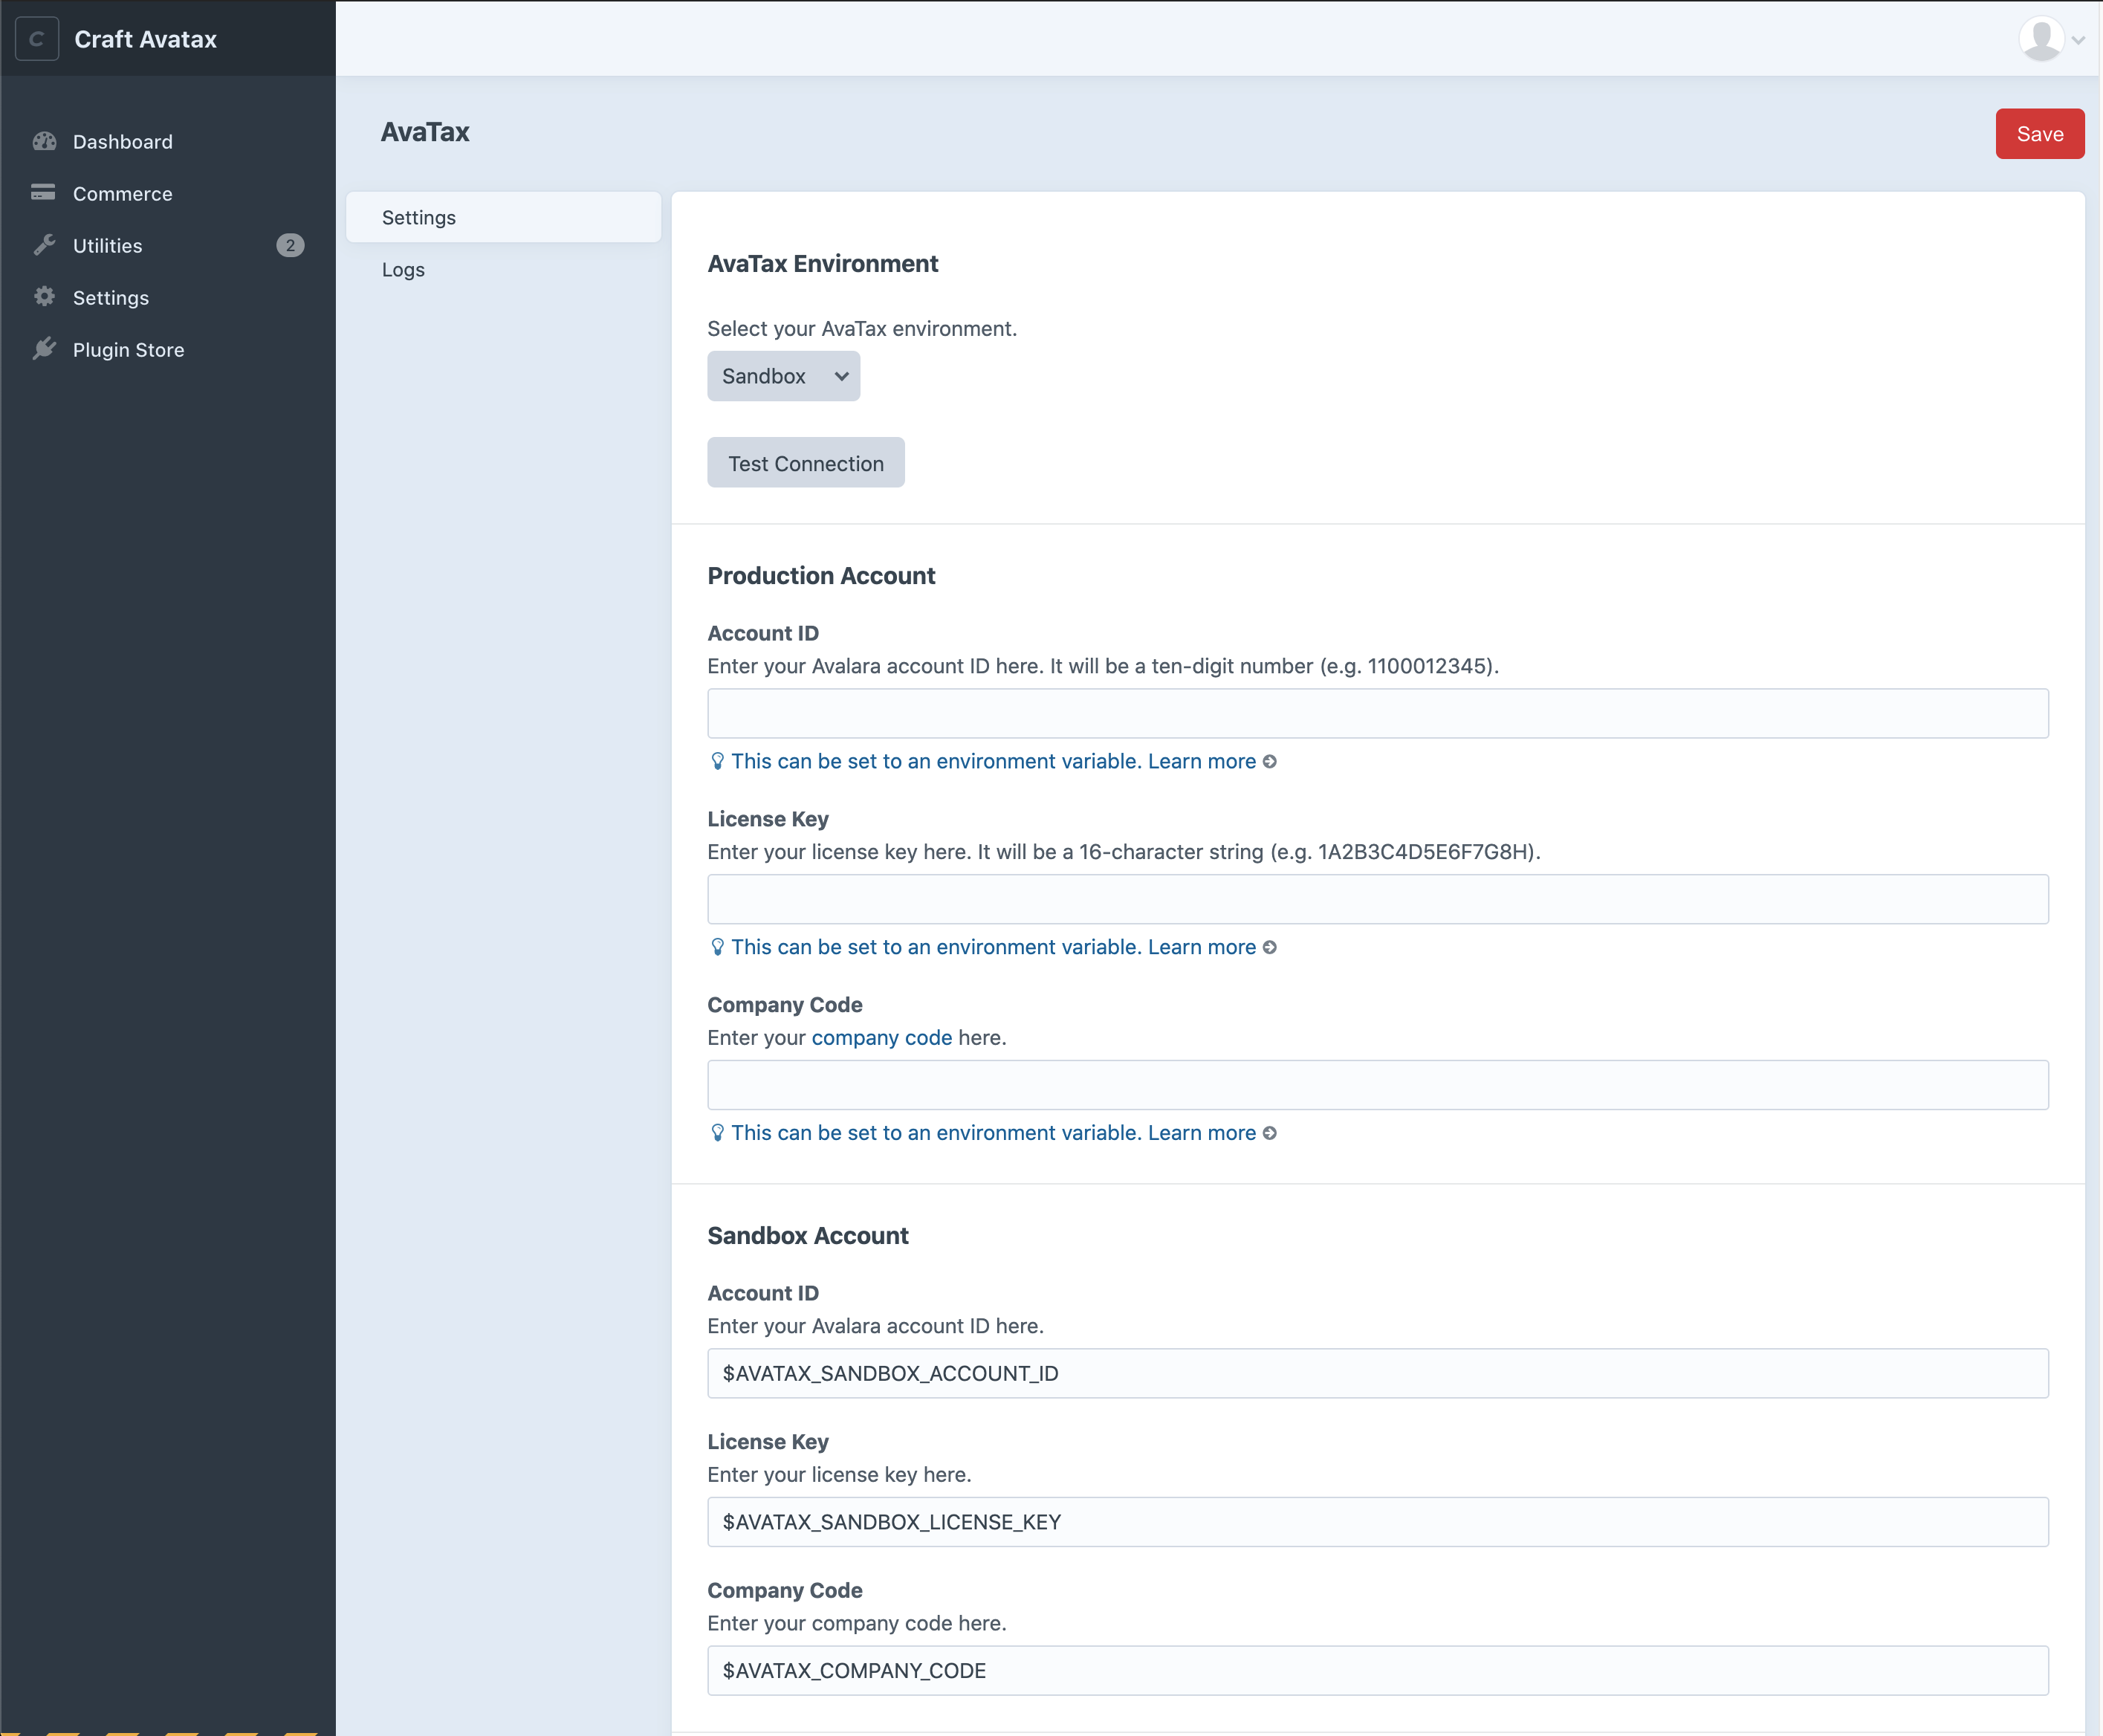 C
Craft Avatax
Dashboard
Commerce
Utilities
2
Settings
Plugin Store
AvaTax
Save
Settings
Logs
AvaTax Environment
Select your AvaTax environment.
Sandbox
Test Connection
Production Account
Account ID
Enter your Avalara account ID here. It will be a ten-digit number (e.g. 1100012345).
This can be set to an environment variable. Learn more
License Key
Enter your license key here. It will be a 16-character string (e.g. 1A2B3C4D5E6F7G8H).
This can be set to an environment variable. Learn more
Company Code
Enter your company code here.
This can be set to an environment variable. Learn more
Sandbox Account
Account ID
Enter your Avalara account ID here.
$AVATAX_SANDBOX_ACCOUNT_ID
License Key
Enter your license key here.
$AVATAX_SANDBOX_LICENSE_KEY
Company Code
Enter your company code here.
$AVATAX_COMPANY_CODE